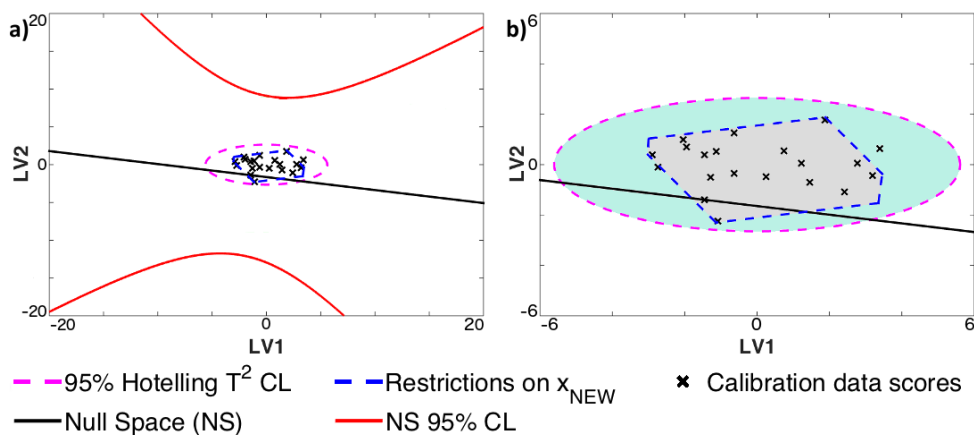 a)
20
0
-20
LV2
-20
0
20
LV1
b)
6
0
-6
LV2
-6
0
6
LV1
95% Hotelling T² CL
Restrictions on x_NEW
Calibration data scores
Null Space (NS)
NS 95% CL